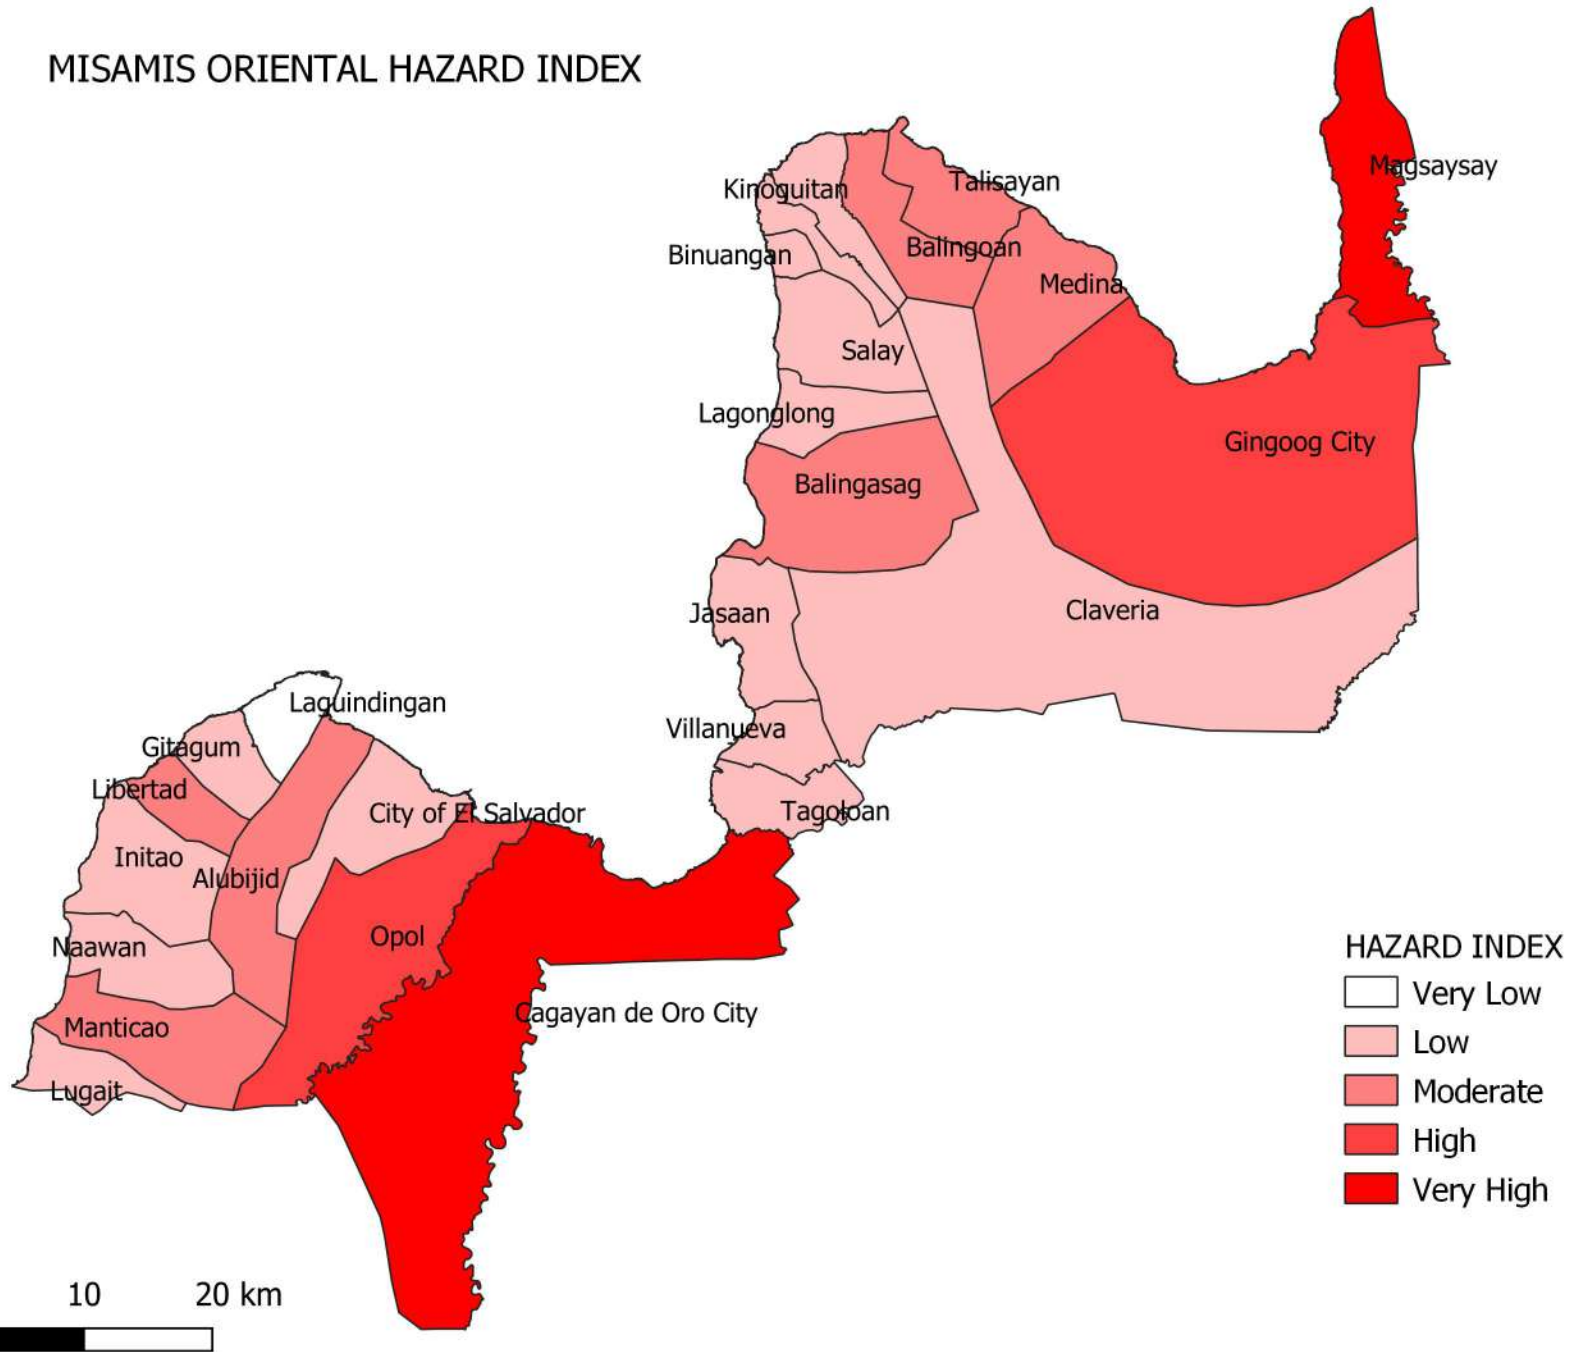 MISAMIS ORIENTAL HAZARD INDEX
Magsaysay
Talisayan
Kinoguitan
Balingoan
Binuangan
Medina
Salay
Lagonglong
Gingoog City
Balingasag
Claveria
Jasaan
Laguindingan
Villanueva
Gitagum
Libertad
City of El Salvador
Tagoloan
Initao
Alubijid
Opol
Naawan
Cagayan de Oro City
Manticao
Lugait
HAZARD INDEX
Very Low
Low
Moderate
High
Very High
10 20 km